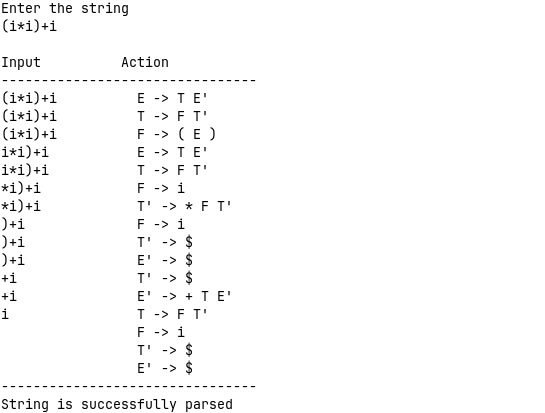 Enter the string
(i*i)+i
Input          Action
--------------------------------
(i*i)+i          E -> T E'
(i*i)+i          T -> F T'
(i*i)+i          F -> ( E )
i*i)+i           E -> T E'
i*i)+i           T -> F T'
*i)+i            F -> i
*i)+i            T' -> * F T'
)+i              F -> i
)+i              T' -> $
)+i              E' -> $
+i               T' -> $
+i               E' -> + T E'
i                T -> F T'
                 F -> i
                 T' -> $
                 E' -> $
--------------------------------
String is successfully parsed